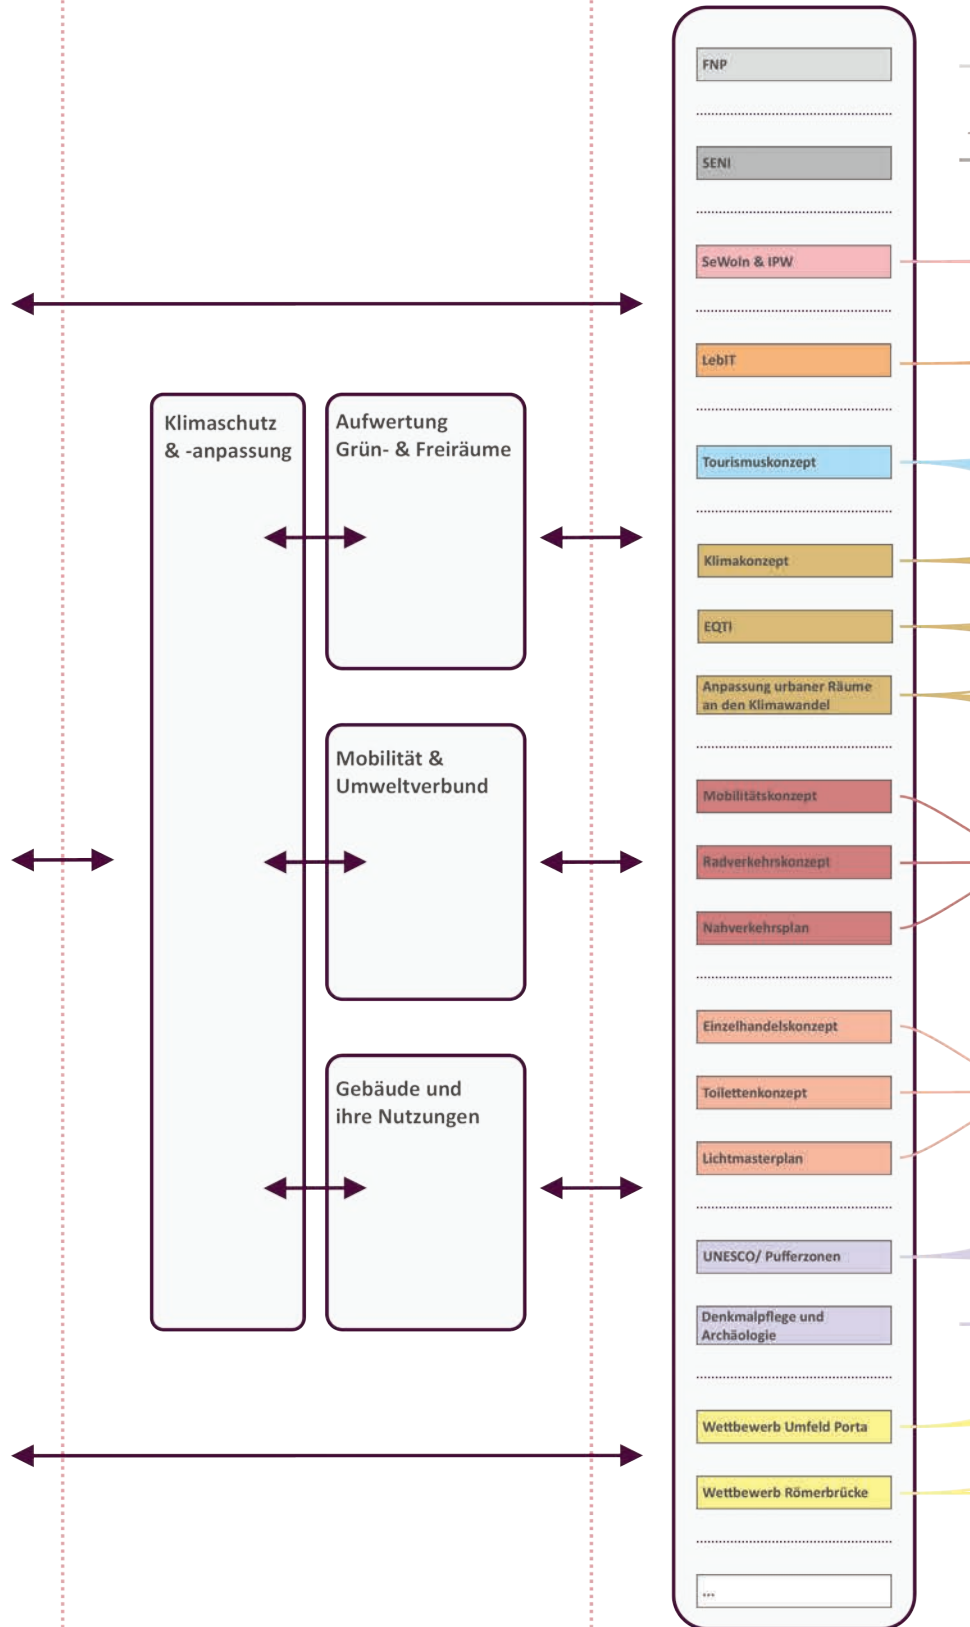 Klimaschutz
& -anpassung
Aufwertung
Grün- & Freiräume
Mobilität &
Umweltverbund
Gebäude und
ihre Nutzungen
FNP
SENI
SeWoIn & IPW
LebIT
Tourismuskonzept
Klimakonzept
EQTI
Anpassung urbaner Räume
an den Klimawandel
Mobilitätskonzept
Radverkehrskonzept
Nahverkehrsplan
Einzelhandelskonzept
Toilettenkonzept
Lichtmasterplan
UNESCO/ Pufferzonen
Denkmalpflege und
Archäologie
Wettbewerb Umfeld Porta
Wettbewerb Römerbrücke
...